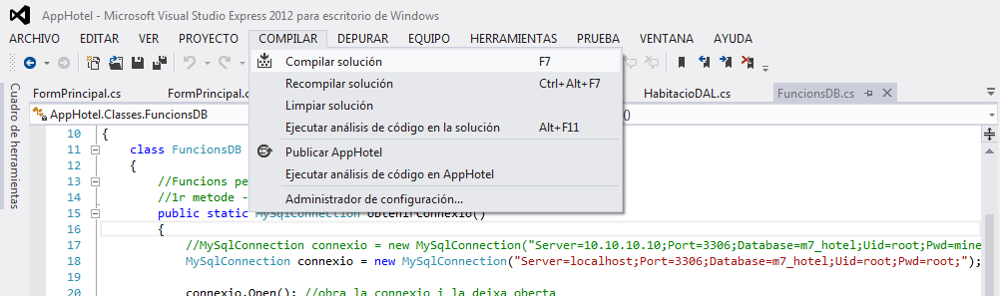 AppHotel - Microsoft Visual Studio Express 2012 para escritorio de Windows
ARCHIVO EDITAR VER PROYECTO COMPILAR DEPURAR EQUIPO HERRAMIENTAS PRUEBA VENTANA AYUDA
Compilar solución F7
Recompilar solución Ctrl+Alt+F7
Limpiar solución
Ejecutar análisis de código en la solución Alt+F11
Publicar AppHotel
Ejecutar análisis de código en AppHotel
Administrador de configuración...
Cuadro de herramientas
FormPrincipal.cs FormPrincipal.c HabitacioDAL.cs FuncionsDB.cs
AppHotel.Classes.FuncionsDB ()
10 {
11 class FuncionsDB
12 {
13 //Funcions pe
14 //1r metode -
15 public static MySqlConnection obtenirConnexio()
16 {
17 //MySqlConnection connexio = new MySqlConnection("Server=10.10.10.10;Port=3306;Database=m7_hotel;Uid=root;Pwd=mine
18 MySqlConnection connexio = new MySqlConnection("Server=localhost;Port=3306;Database=m7_hotel;Uid=root;Pwd=root;");
19
20 connexio.Open(); //obra la connexio i la deixa oberta